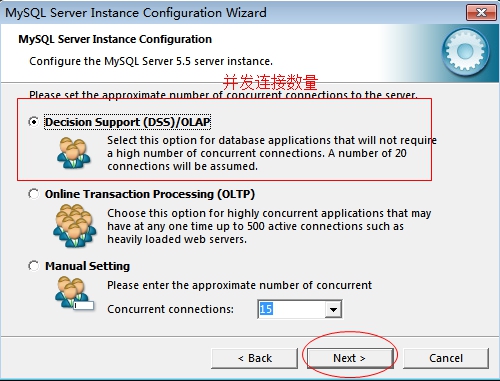 MySQL Server Instance Configuration Wizard
MySQL Server Instance Configuration
Configure the MySQL Server 5.5 server instance.
并发连接数量
Please set the approximate number of concurrent connections to the server.
Decision Support (DSS)/OLAP
Select this option for database applications that will not require
a high number of concurrent connections. A number of 20
connections will be assumed.
Online Transaction Processing (OLTP)
Choose this option for highly concurrent applications that may
have at any one time up to 500 active connections such as
heavily loaded web servers.
Manual Setting
Please enter the approximate number of concurrent
Concurrent connections: 15
< Back Next > Cancel